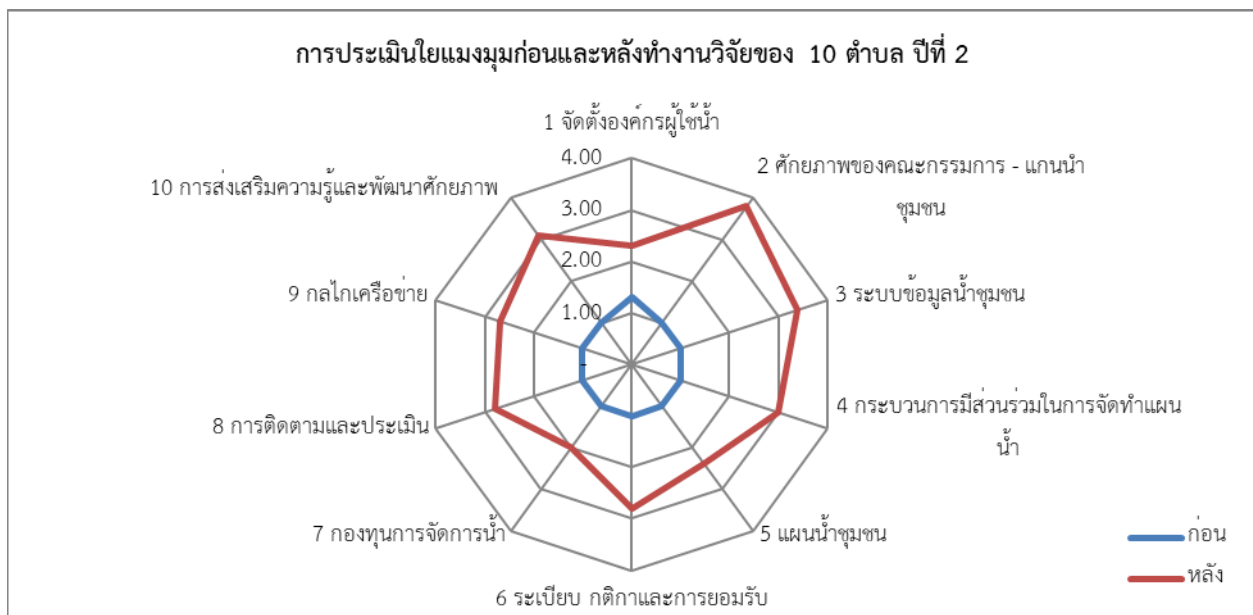 การประเมินใยแมงมุมก่อนและหลังทำงานวิจัยของ 10 ตำบล ปีที่ 2
1 จัดตั้งองค์กรผู้ใช้น้ำ
2 ศักยภาพของคณะกรรมการ - แกนนำ
ชุมชน
3 ระบบข้อมูลน้ำชุมชน
4 กระบวนการมีส่วนร่วมในการจัดทำแผน
น้ำ
5 แผนน้ำชุมชน
6 ระเบียบ กติกาและการยอมรับ
7 กองทุนการจัดการน้ำ
8 การติดตามและประเมิน
9 กลไกเครือข่าย
10 การส่งเสริมความรู้และพัฒนาศักยภาพ
4.00
3.00
2.00
1.00
-
ก่อน
หลัง